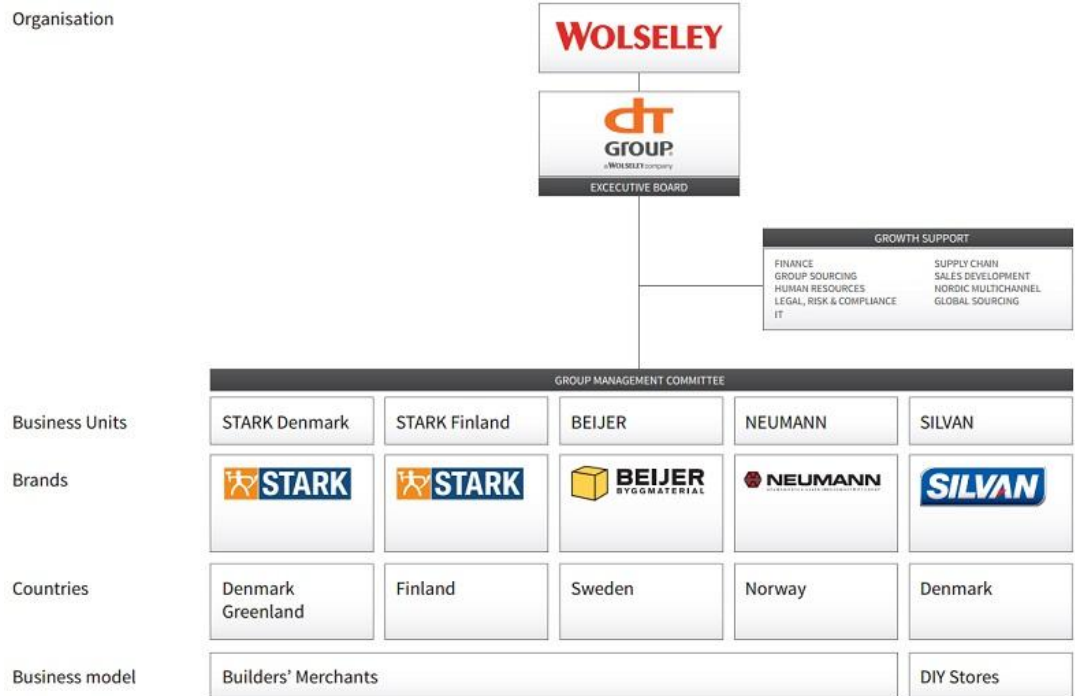 Organisation
WOLSELEY
dT
GROUP
a WOLSELEY company
EXCECUTIVE BOARD
GROWTH SUPPORT
FINANCE
GROUP SOURCING
HUMAN RESOURCES
LEGAL, RISK & COMPLIANCE
IT
SUPPLY CHAIN
SALES DEVELOPMENT
NORDIC MULTICHANNEL
GLOBAL SOURCING
GROUP MANAGEMENT COMMITTEE
Business Units
STARK Denmark
STARK Finland
BEIJER
NEUMANN
SILVAN
Brands
STARK
STARK
BEIJER
BYGGMATERIAL
NEUMANN
SILVAN
Countries
Denmark
Greenland
Finland
Sweden
Norway
Denmark
Business model
Builders' Merchants
DIY Stores